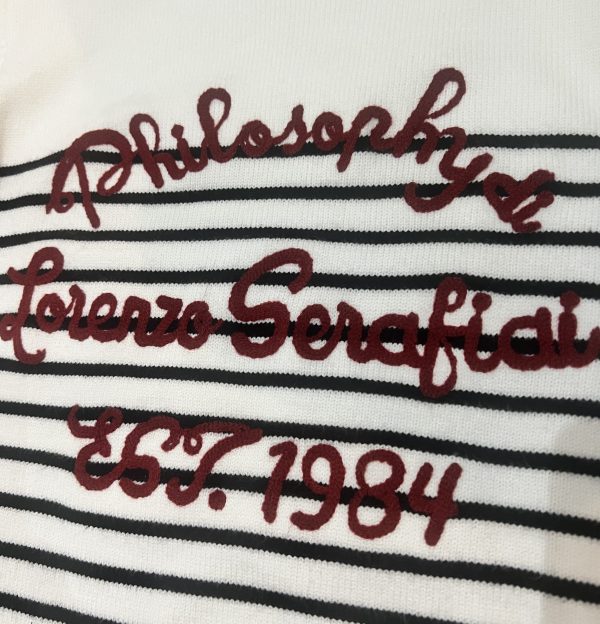 Philosophy di
Lorenzo Serafini
EST. 1984